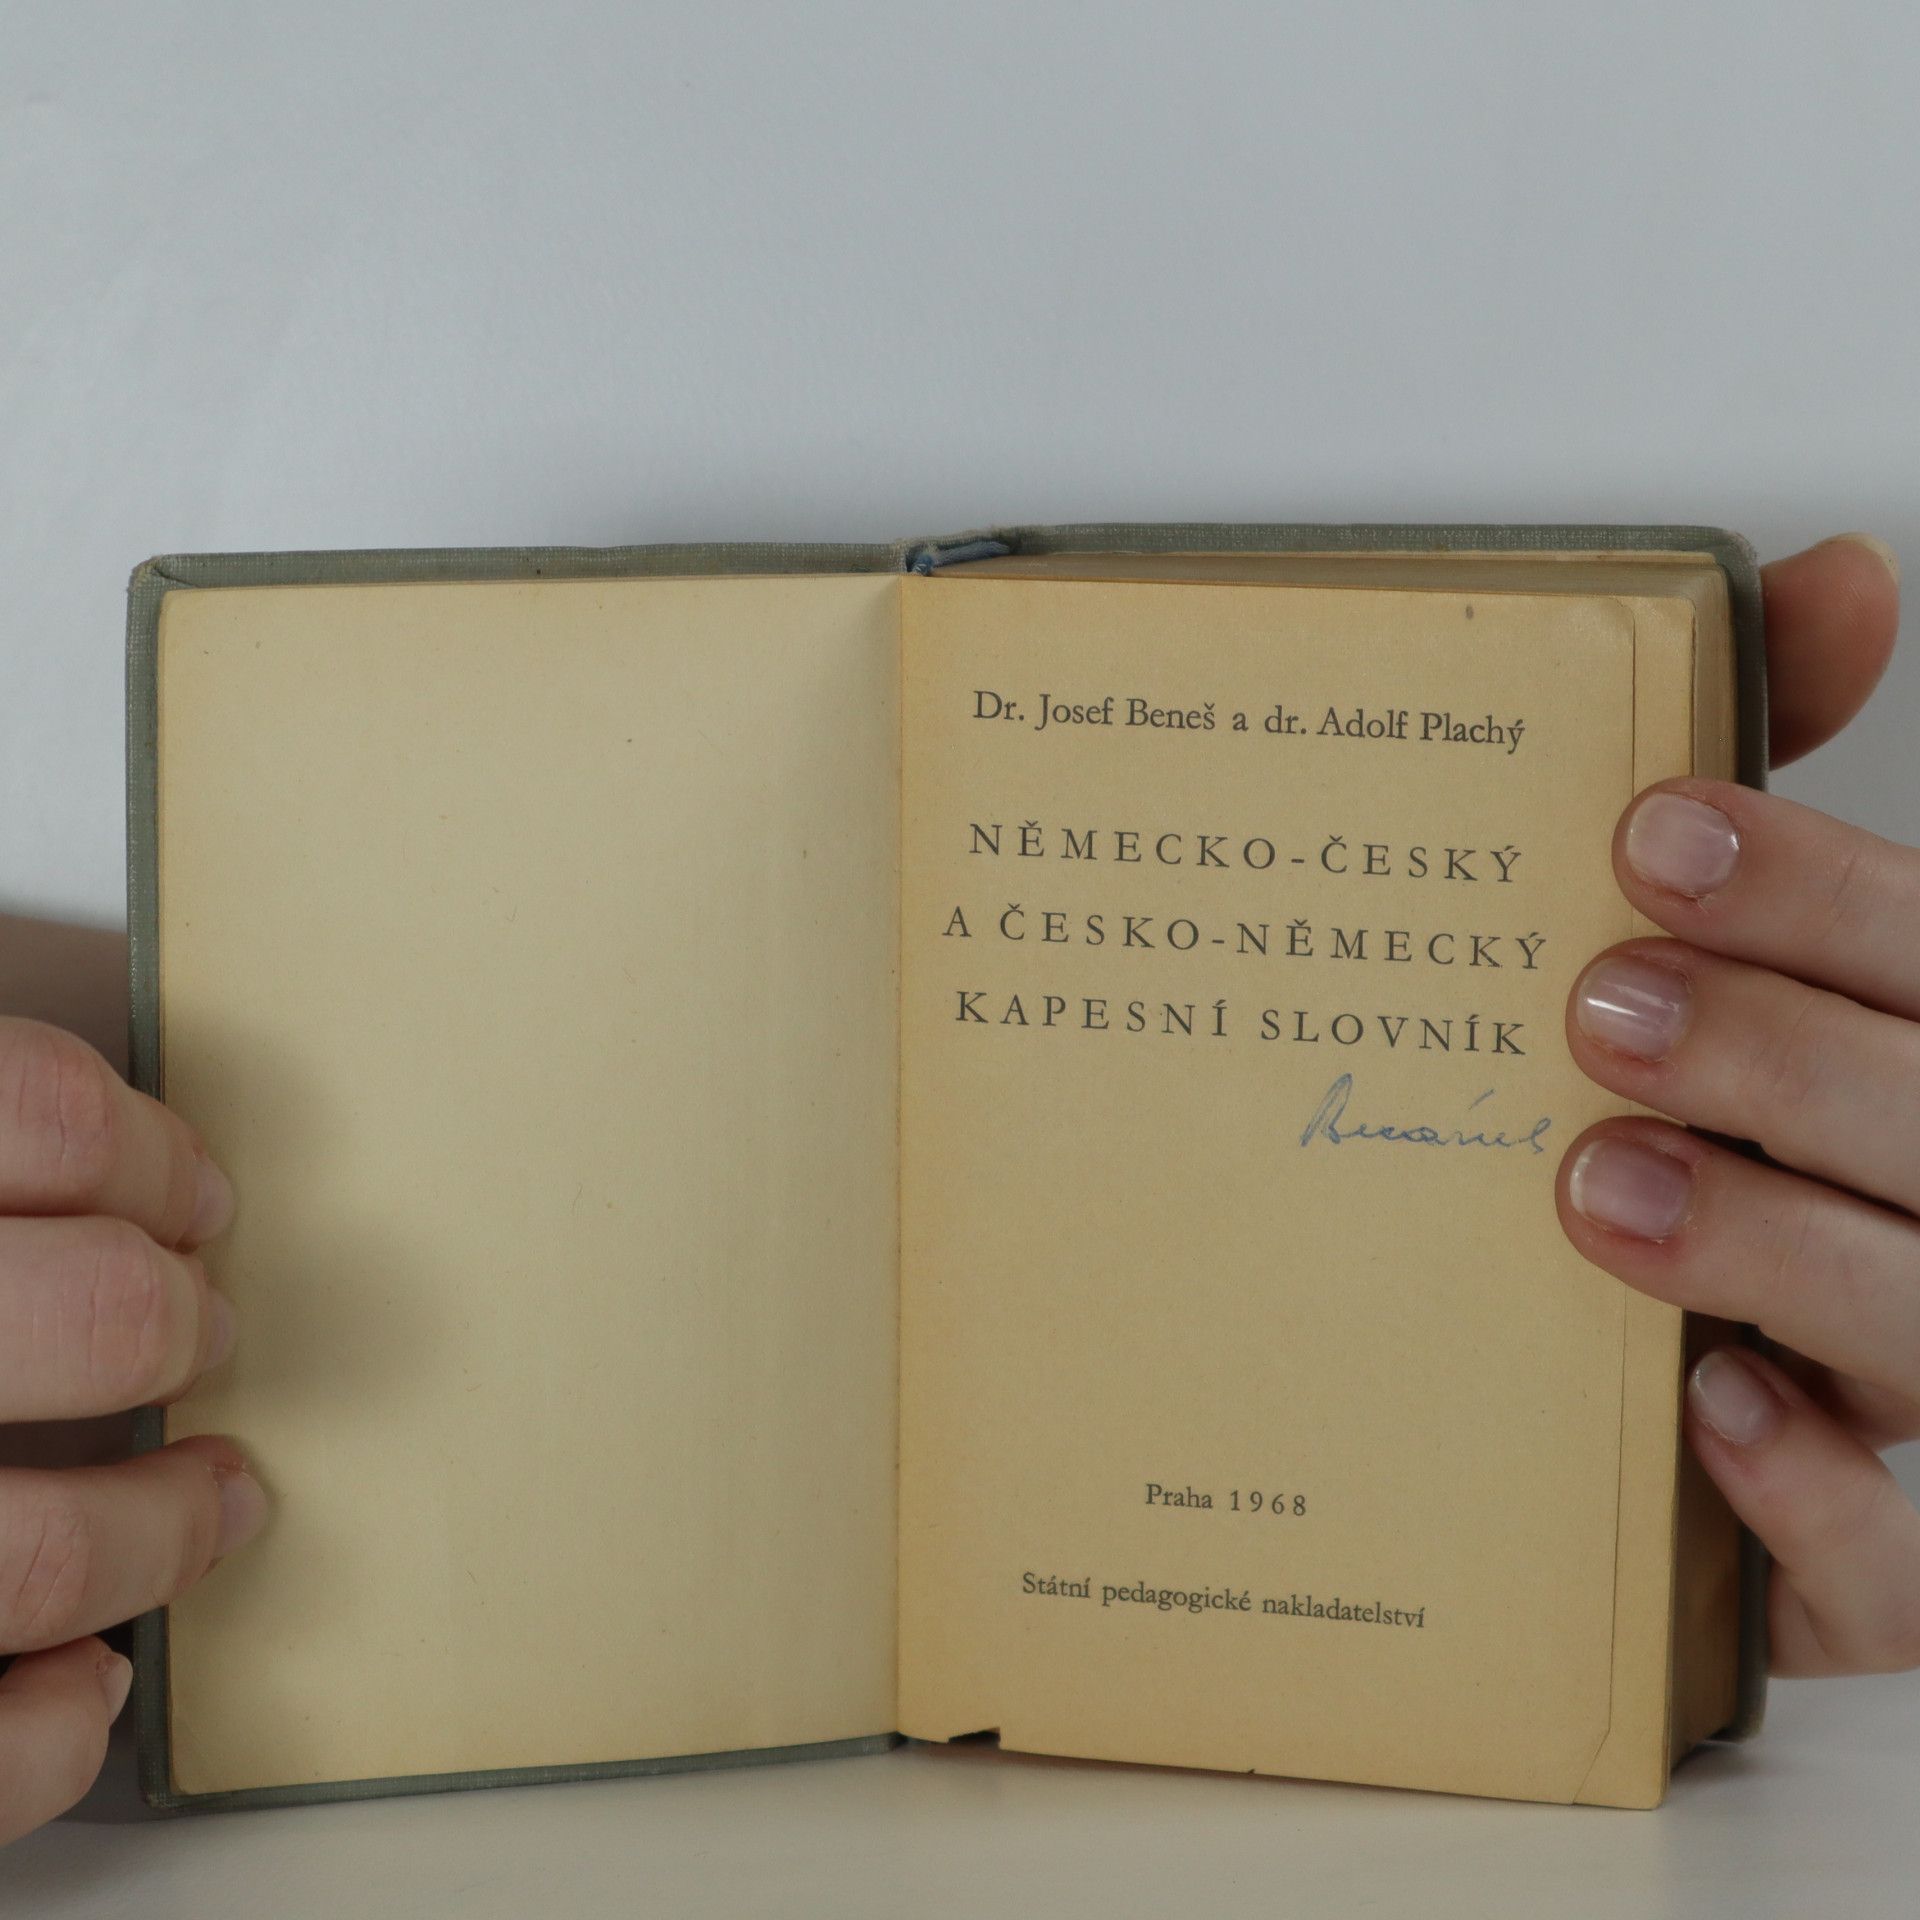 Dr. Josef Beneš a dr. Adolf Plachý
NĚMECKO-ČESKÝ
A ČESKO-NĚMECKÝ
KAPESNÍ SLOVNÍK
Praha 1968
Státní pedagogické nakladatelství